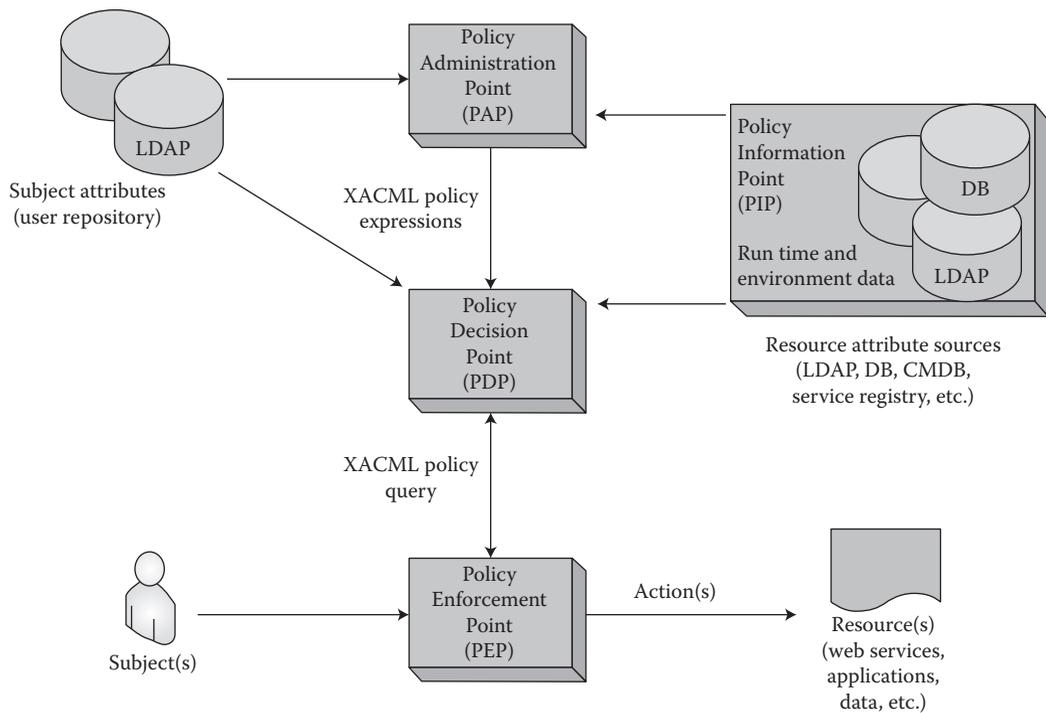 Policy
Administration
Point
(PAP)
LDAP
Subject attributes
(user repository)
XACML policy
expressions
Policy
Information
Point
(PIP)
DB
Run time and
environment data
LDAP
Resource attribute sources
(LDAP, DB, CMDB,
service registry, etc.)
Policy
Decision
Point
(PDP)
XACML policy
query
Subject(s)
Policy
Enforcement
Point
(PEP)
Action(s)
Resource(s)
(web services,
applications,
data, etc.)